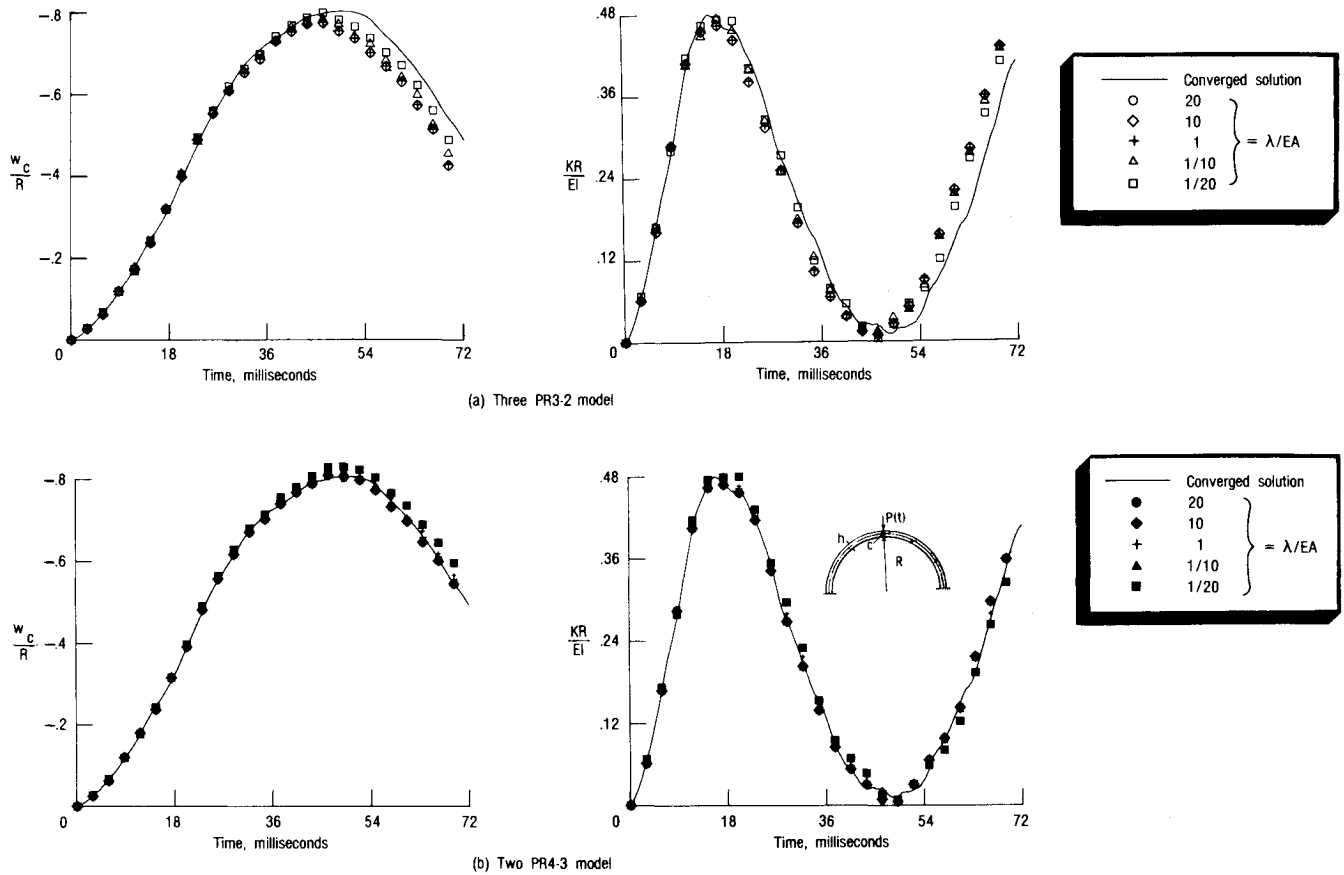 −.8
−.6
−.4
−.2
0
18
36
54
72
w_c
R
Time, milliseconds
.48
.36
.24
.12
0
18
36
54
72
KR
EI
Time, milliseconds
Converged solution
20
10
1
1/10
1/20
= λ/EA
(a) Three PR3-2 model
−.8
−.6
−.4
−.2
0
18
36
54
72
w_c
R
Time, milliseconds
.48
.36
.24
.12
0
18
36
54
72
KR
EI
Time, milliseconds
P(t)
h
c
R
Converged solution
20
10
1
1/10
1/20
= λ/EA
(b) Two PR4-3 model